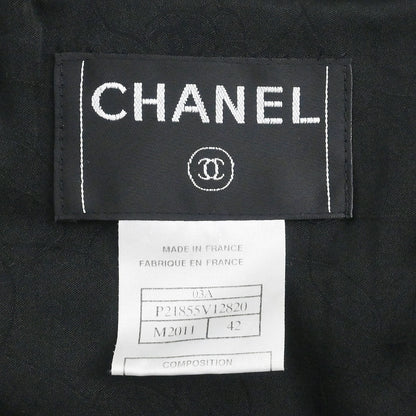 CHANEL
MADE IN FRANCE
FABRIQUE EN FRANCE
03A
P21855V12820
M2011 42
COMPOSITION